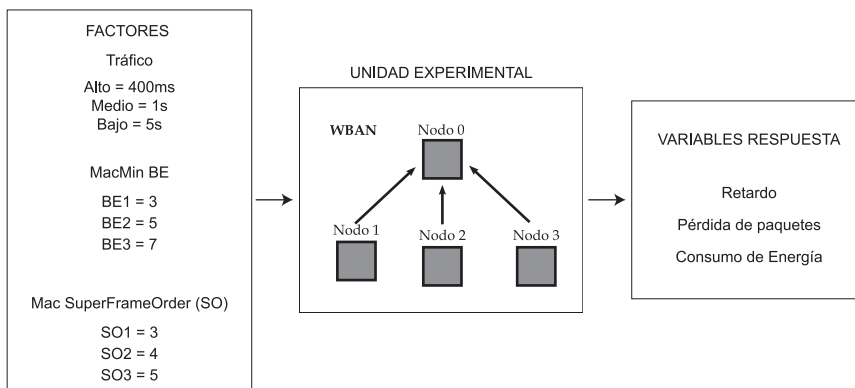 FACTORES
Tráfico
Alto = 400ms
Medio = 1s
Bajo = 5s
MacMin BE
BE1 = 3
BE2 = 5
BE3 = 7
Mac SuperFrameOrder (SO)
SO1 = 3
SO2 = 4
SO3 = 5
UNIDAD EXPERIMENTAL
WBAN
Nodo 0
Nodo 1
Nodo 2
Nodo 3
VARIABLES RESPUESTA
Retardo
Pérdida de paquetes
Consumo de Energía